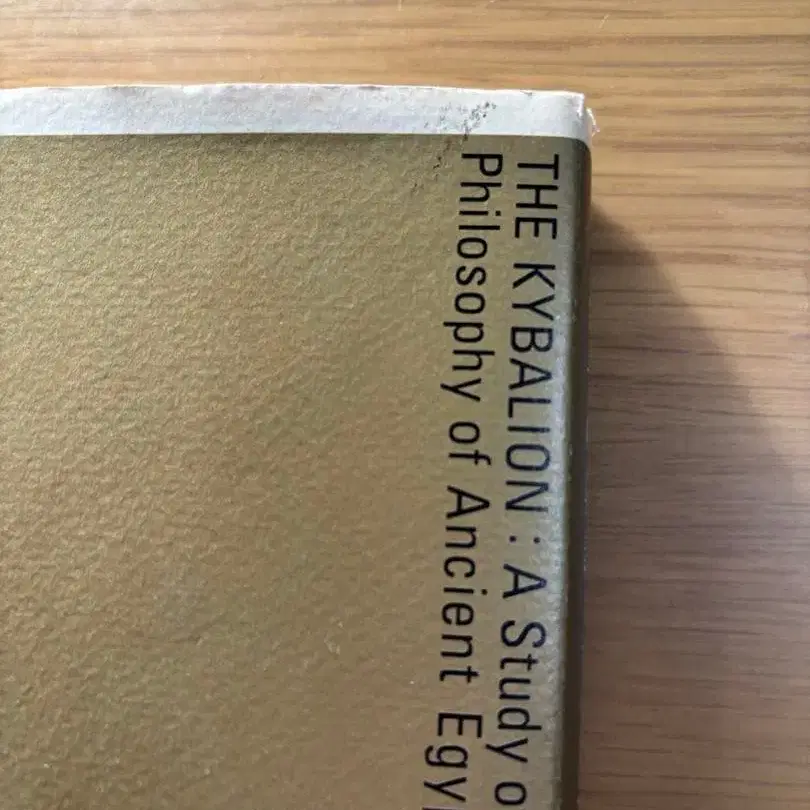 THE KYBALION : A Study o
Philosophy of Ancient Egy